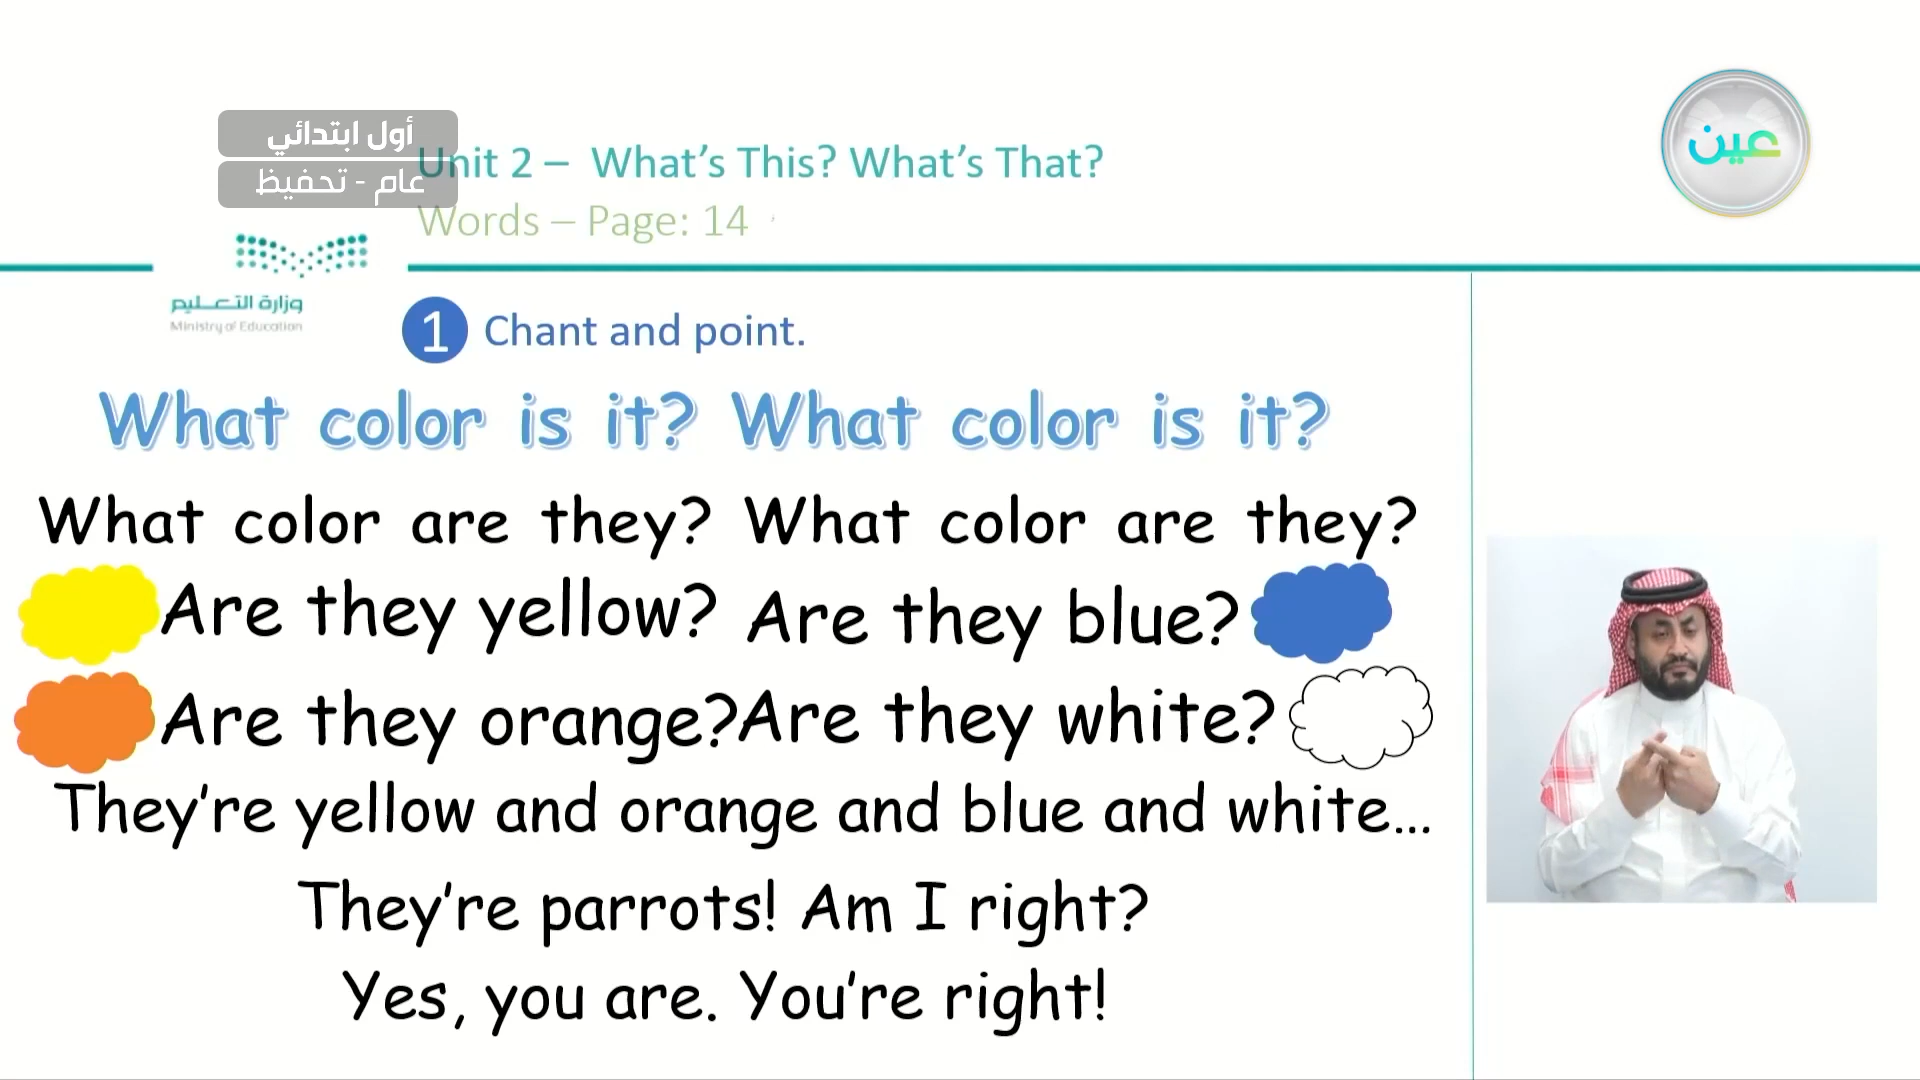 أول ابتدائي
عام - تحفيظ
عين
Unit 2 – What's This? What's That?
Words – Page: 14
وزارة التعليم
Ministry of Education
1 Chant and point.
What color is it? What color is it?
What color are they? What color are they?
Are they yellow? Are they blue?
Are they orange? Are they white?
They're yellow and orange and blue and white...
They're parrots! Am I right?
Yes, you are. You're right!